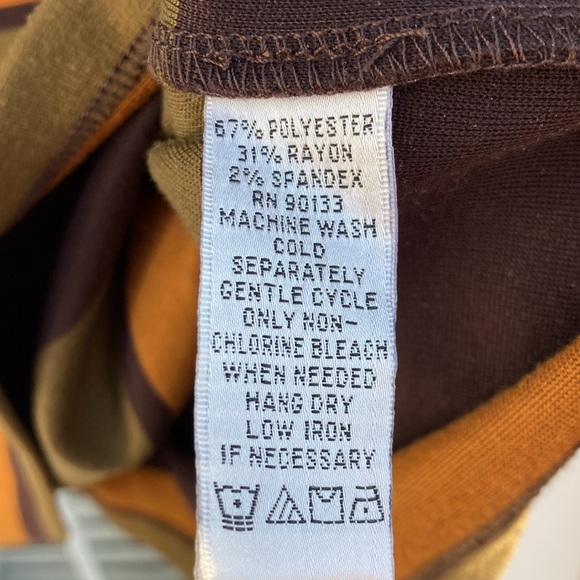 67% POLYESTER
31% RAYON
2% SPANDEX
RN 90133
MACHINE WASH
COLD
SEPARATELY
GENTLE CYCLE
ONLY NON-
CHLORINE BLEACH
WHEN NEEDED
HANG DRY
LOW IRON
IF NECESSARY